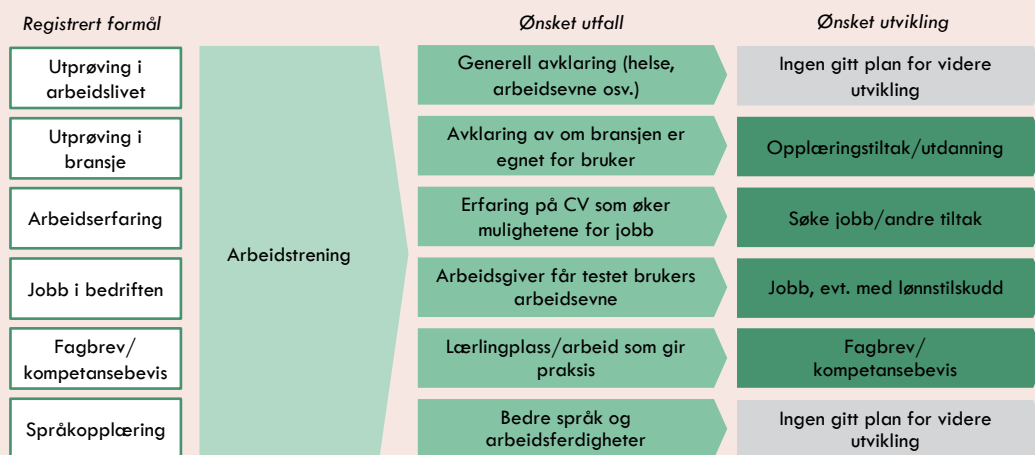 Registrert formål
Ønsket utfall
Ønsket utvikling
Utprøving i
arbeidslivet
Generell avklaring (helse,
arbeidsevne osv.)
Ingen gitt plan for videre
utvikling
Utprøving i
bransje
Avklaring av om bransjen er
egnet for bruker
Opplæringstiltak/utdanning
Arbeidserfaring
Erfaring på CV som øker
mulighetene for jobb
Søke jobb/andre tiltak
Arbeidstrening
Jobb i bedriften
Arbeidsgiver får testet brukers
arbeidsevne
Jobb, evt. med lønnstilskudd
Fagbrev/
kompetansebevis
Lærlingplass/arbeid som gir
praksis
Fagbrev/
kompetansebevis
Språkopplæring
Bedre språk og
arbeidsferdigheter
Ingen gitt plan for videre
utvikling